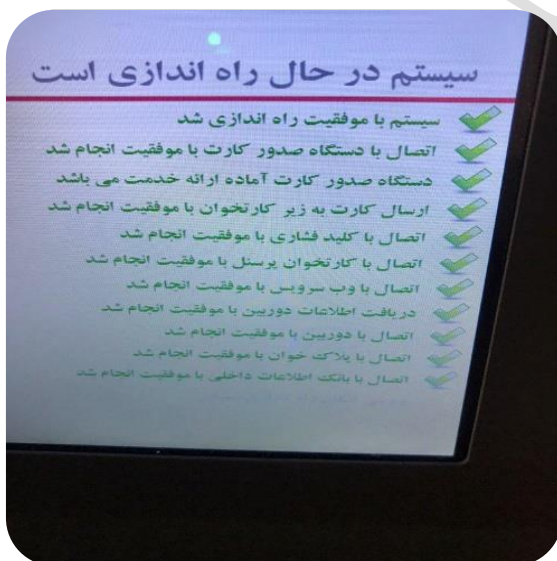 سیستم در حال راه اندازی است
سیستم با موفقیت راه اندازی شد
اتصال با دستگاه صدور کارت با موفقیت انجام شد
دستگاه صدور کارت آماده ارائه خدمت می باشد
ارسال کارت به زیر کارتخوان با موفقیت انجام شد
اتصال با کلید فشاری با موفقیت انجام شد
اتصال با کارتخوان پرسنل با موفقیت انجام شد
اتصال با وب سرویس با موفقیت انجام شد
دریافت اطلاعات دوربین با موفقیت انجام شد
اتصال با دوربین با موفقیت انجام شد
اتصال با پلاک خوان با موفقیت انجام شد
اتصال با بانک اطلاعات داخلی با موفقیت انجام شد